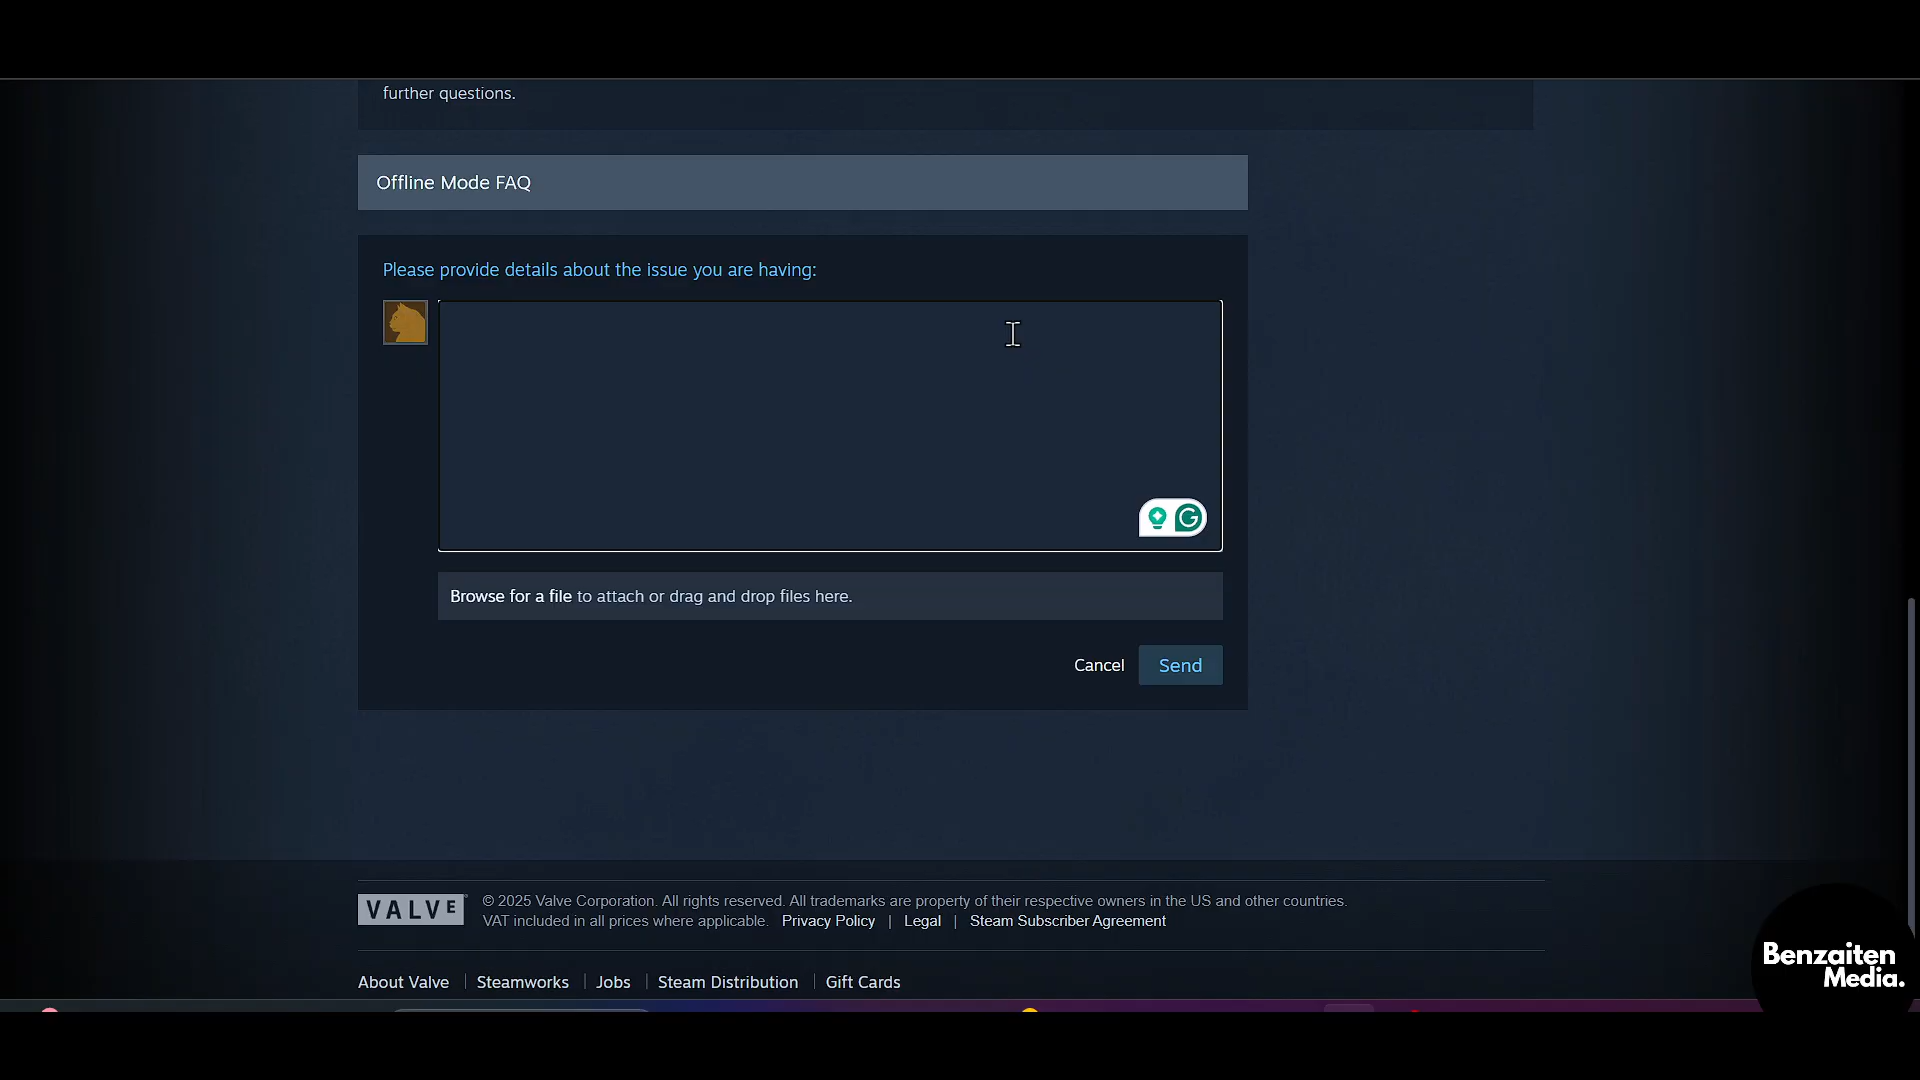 further questions.
Offline Mode FAQ
Please provide details about the issue you are having:
Browse for a file to attach or drag and drop files here.
Cancel
Send
VALVE
© 2025 Valve Corporation. All rights reserved. All trademarks are property of their respective owners in the US and other countries.
VAT included in all prices where applicable. Privacy Policy | Legal | Steam Subscriber Agreement
About Valve | Steamworks | Jobs | Steam Distribution | Gift Cards
Benzaiten
Media.